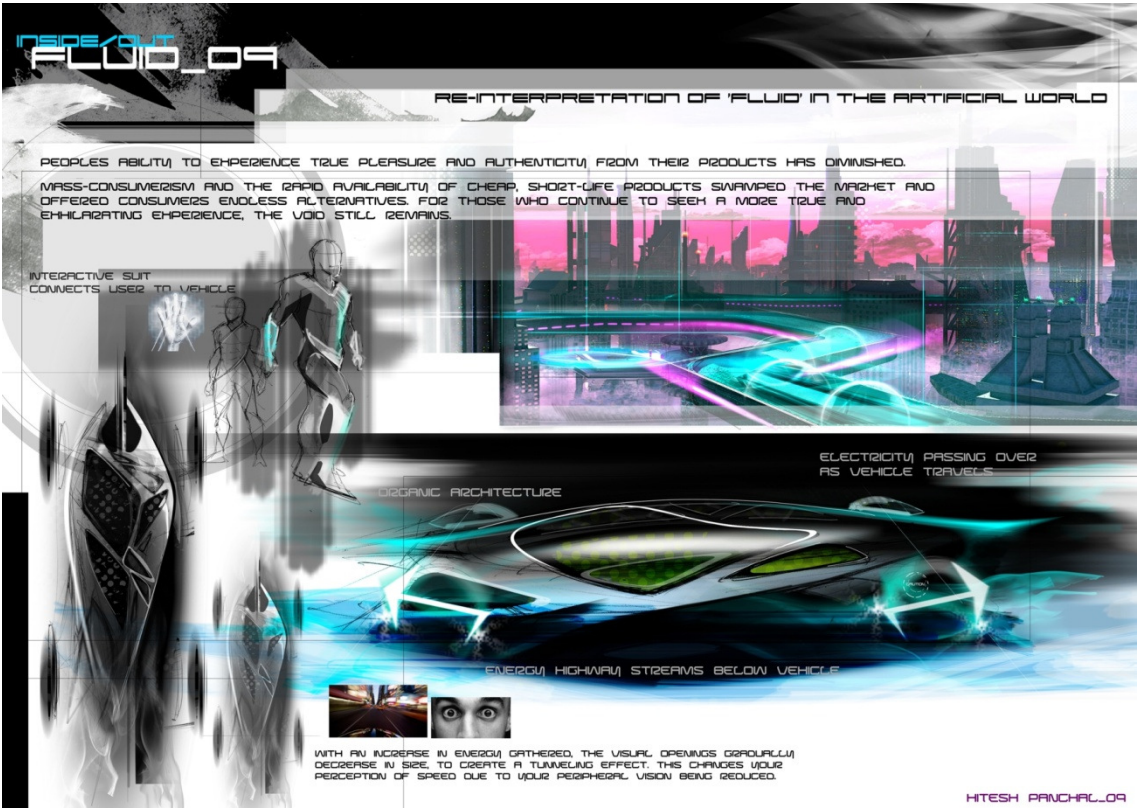 INSIDE/OUT
FLUID_09
RE-INTERPRETATION OF 'FLUID' IN THE ARTIFICIAL WORLD
PEOPLES ABILITY TO EXPERIENCE TRUE PLEASURE AND AUTHENTICITY FROM THEIR PRODUCTS HAS DIMINISHED.
MASS-CONSUMERISM AND THE RAPID AVAILABILITY OF CHEAP, SHORT-LIFE PRODUCTS SWAMPED THE MARKET AND
OFFERED CONSUMERS ENDLESS ALTERNATIVES. FOR THOSE WHO CONTINUE TO SEEK A MORE TRUE AND
EXHILARATING EXPERIENCE, THE VOID STILL REMAINS.
INTERACTIVE SUIT
CONNECTS USER TO VEHICLE
ELECTRICITY PASSING OVER
AS VEHICLE TRAVELS
ORGANIC ARCHITECTURE
ENERGY HIGHWAY STREAMS BELOW VEHICLE
WITH AN INCREASE IN ENERGY GATHERED, THE VISUAL OPENINGS GRADUALLY
DECREASE IN SIZE, TO CREATE A TUNNELING EFFECT. THIS CHANGES YOUR
PERCEPTION OF SPEED DUE TO YOUR PERIPHERAL VISION BEING REDUCED.
HITESH PANCHAL_09